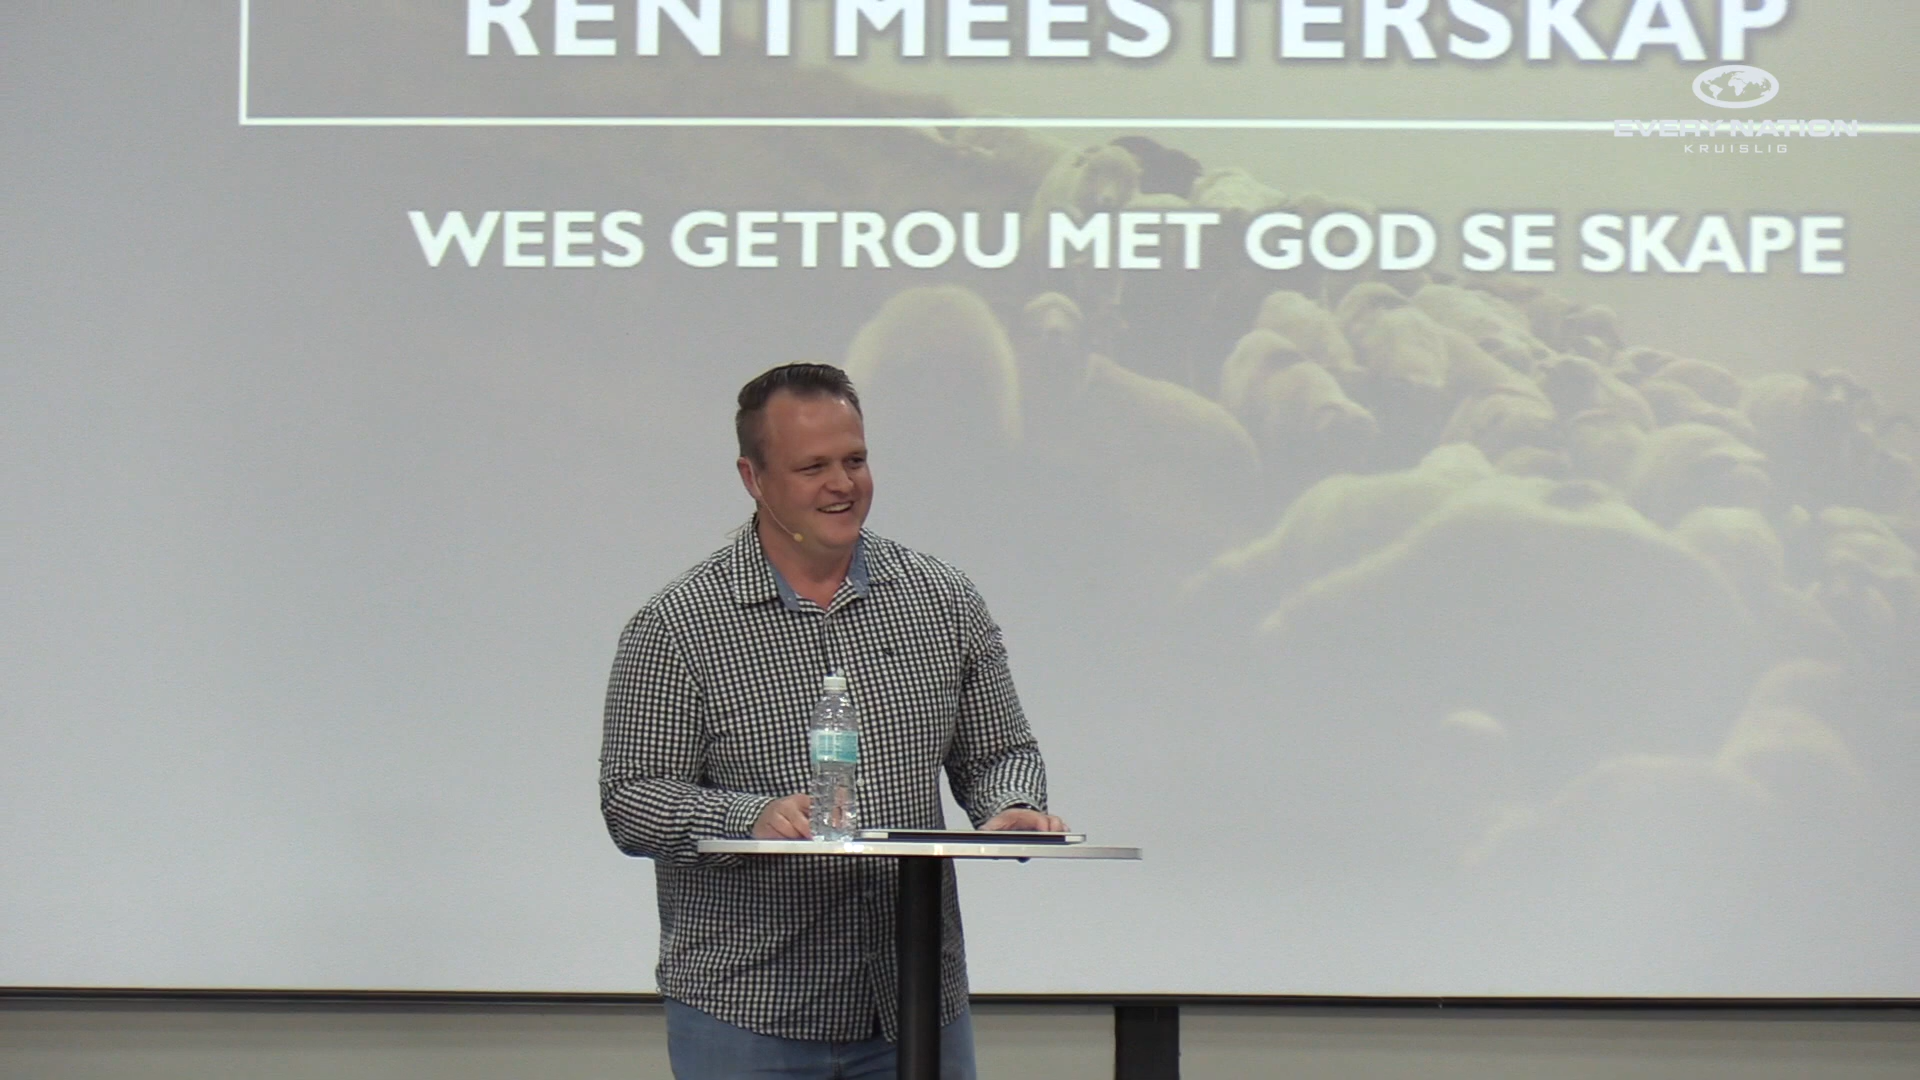 RENTMEESTERSKAP
EVERY NATION
KRUISLIG
WEES GETROU MET GOD SE SKAPE